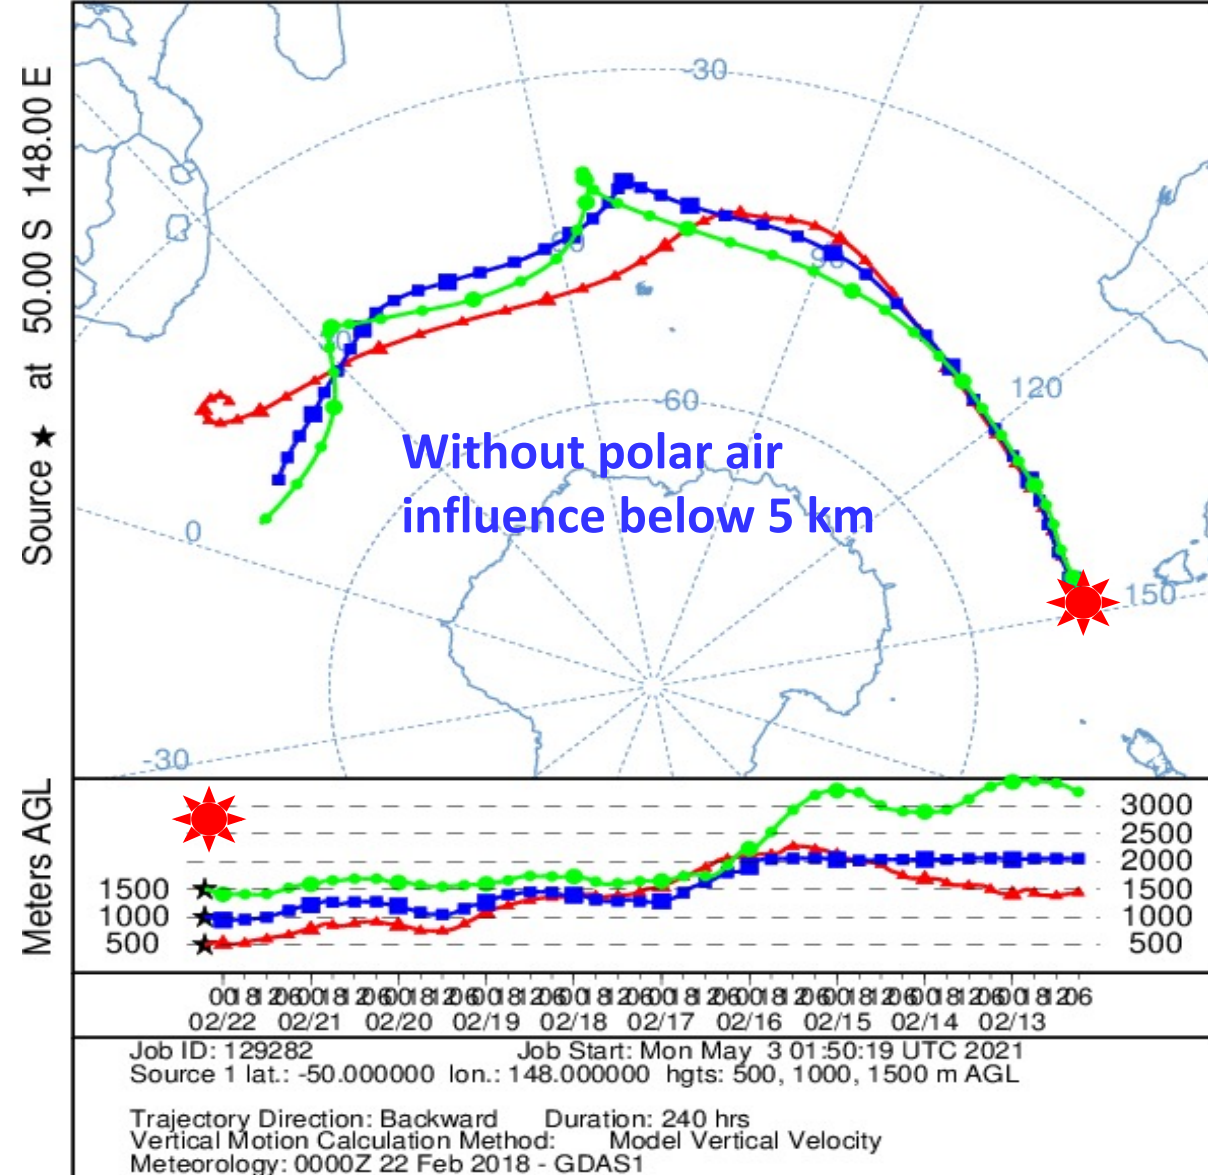 Source ★ at 50.00 S 148.00 E
-30
60
90
30
120
-60
Without polar air
influence below 5 km
0
150
-30
Meters AGL
3000
2500
2000
1500 1500
1000 1000
500 500
02/22 02/21 02/20 02/19 02/18 02/17 02/16 02/15 02/14 02/13
Job ID: 129282 Job Start: Mon May 3 01:50:19 UTC 2021
Source 1 lat.: -50.000000 lon.: 148.000000 hgts: 500, 1000, 1500 m AGL
Trajectory Direction: Backward Duration: 240 hrs
Vertical Motion Calculation Method: Model Vertical Velocity
Meteorology: 0000Z 22 Feb 2018 - GDAS1